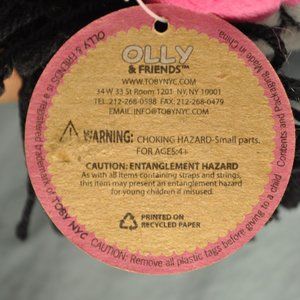 OLLY
& FRIENDS™
WWW.TOBYNYC.COM
34 W 33 St Room 1203 NY, NY 10001
TEL. 212-268-0598 FAX. 212-268-0479
EMAIL. INFO@TOBYNYC.COM
WARNING: CHOKING HAZARD-Small parts.
FOR AGES:4+
CAUTION: ENTANGLEMENT HAZARD
As with all items containing straps and strings,
this item may present an entanglement hazard
for young children if misused.
PRINTED ON
RECYCLED PAPER
OLLY & FRIENDS is registered trademark of TOBY NYC
CAUTION: Remove all plastic tags before giving to a child
Contents and packaging Made in China.